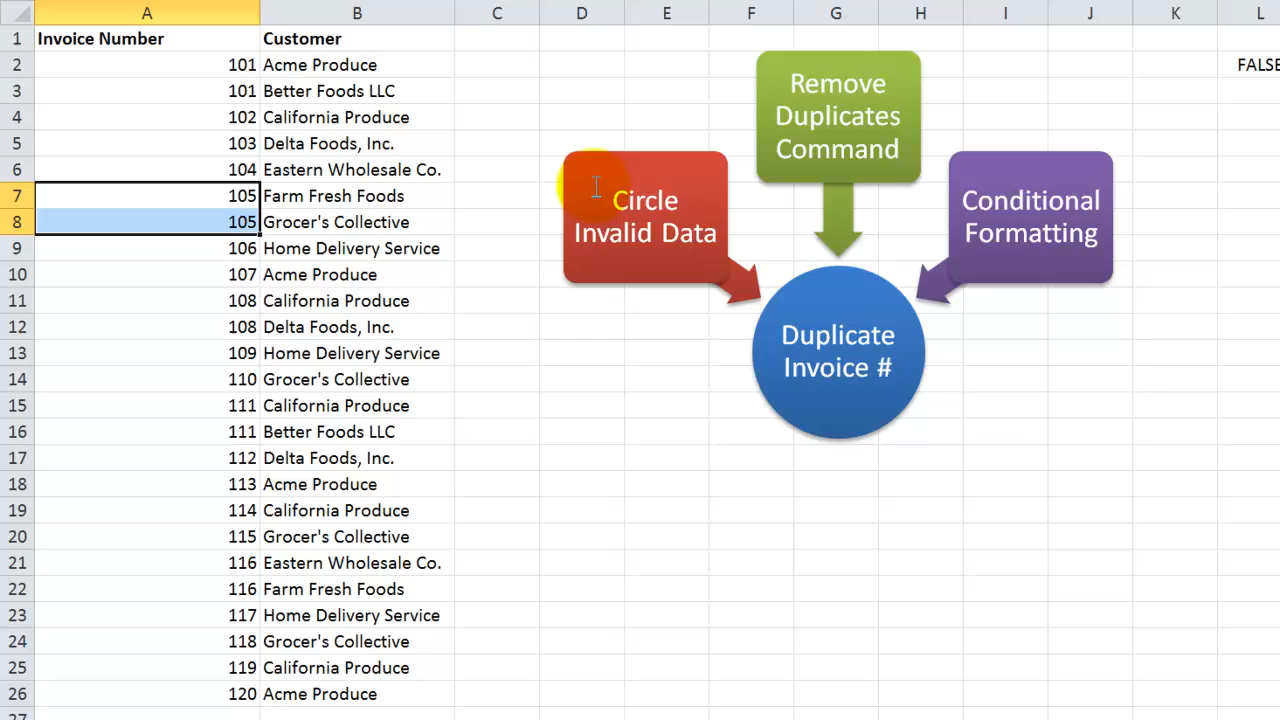 A B C D E F G H I J K L
1 Invoice Number Customer
2 101 Acme Produce FALSE
3 101 Better Foods LLC
4 102 California Produce
5 103 Delta Foods, Inc.
6 104 Eastern Wholesale Co.
7 105 Farm Fresh Foods
8 105 Grocer's Collective
9 106 Home Delivery Service
10 107 Acme Produce
11 108 California Produce
12 108 Delta Foods, Inc.
13 109 Home Delivery Service
14 110 Grocer's Collective
15 111 California Produce
16 111 Better Foods LLC
17 112 Delta Foods, Inc.
18 113 Acme Produce
19 114 California Produce
20 115 Grocer's Collective
21 116 Eastern Wholesale Co.
22 116 Farm Fresh Foods
23 117 Home Delivery Service
24 118 Grocer's Collective
25 119 California Produce
26 120 Acme Produce
27
Remove
Duplicates
Command
Circle
Invalid Data
Conditional
Formatting
Duplicate
Invoice #